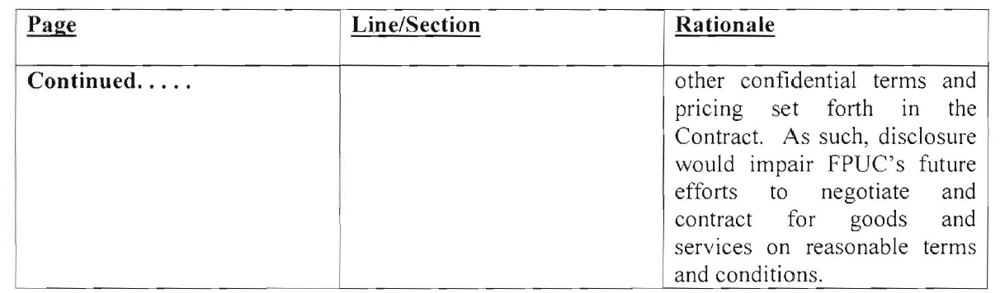 Page Line/Section Rationale
Continued. . . . . other confidential terms and
pricing set forth in the
Contract. As such, disclosure
would impair FPUC's future
efforts to negotiate and
contract for goods and
services on reasonable terms
and conditions.